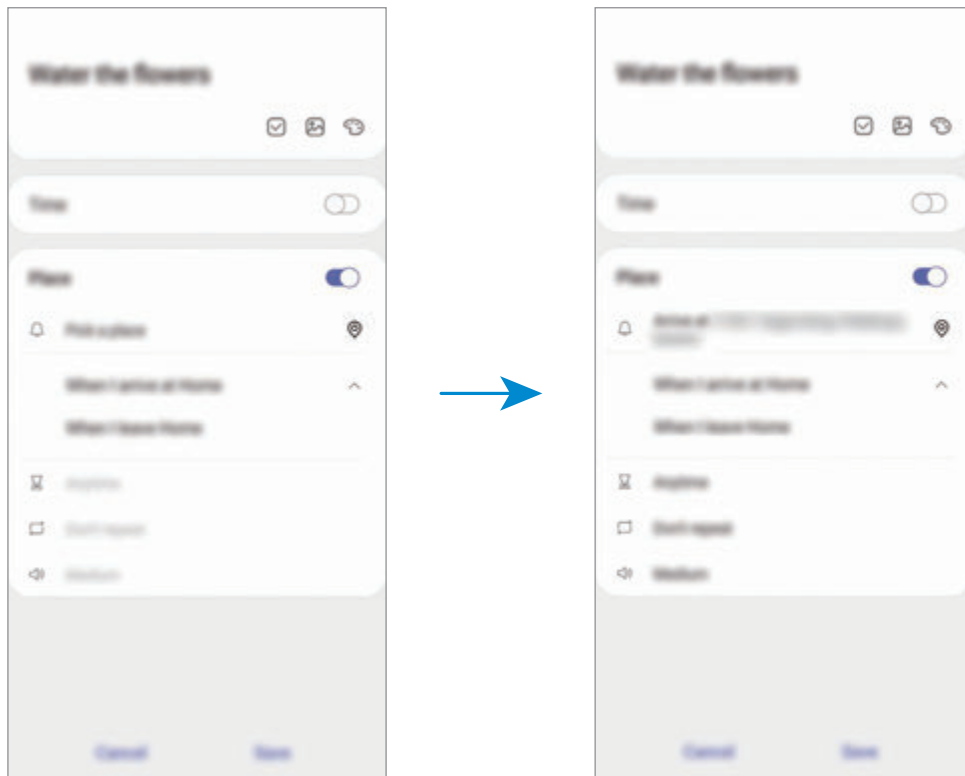 Water the flowers
Time
Place
Pick a place
When I arrive at Home
When I leave Home
Anytime
Don't repeat
Medium
Cancel
Save
Water the flowers
Time
Place
Arrive at
When I arrive at Home
When I leave Home
Anytime
Don't repeat
Medium
Cancel
Save